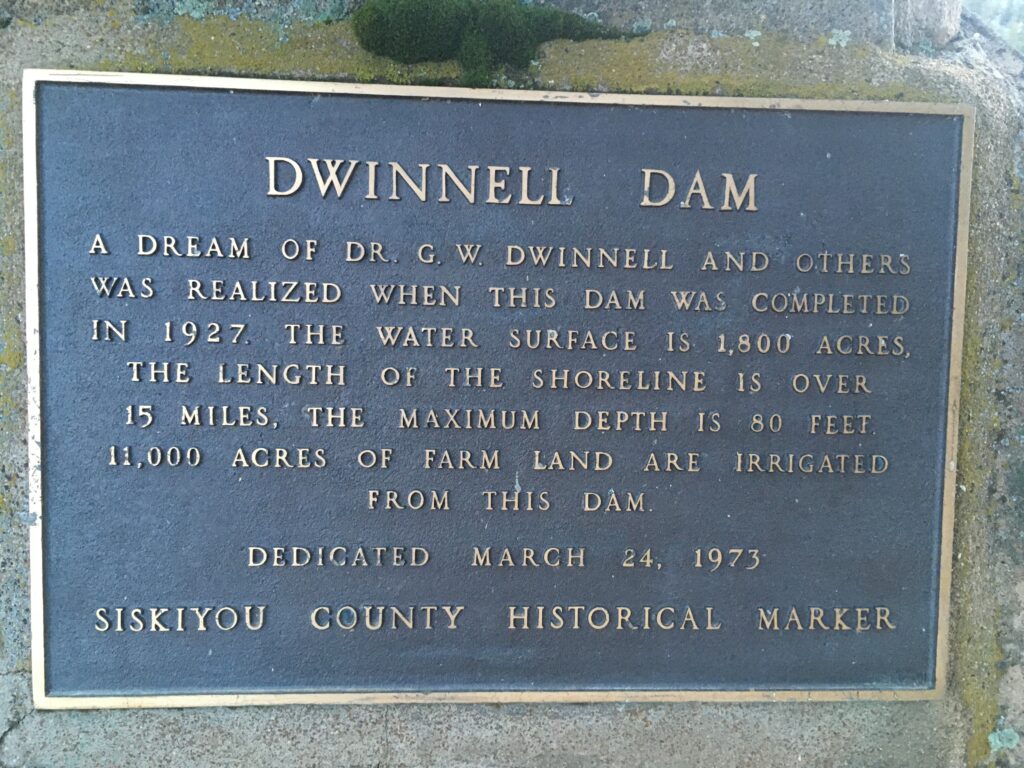 DWINNELL DAM
A DREAM OF DR. G. W. DWINNELL AND OTHERS
WAS REALIZED WHEN THIS DAM WAS COMPLETED
IN 1927. THE WATER SURFACE IS 1,800 ACRES,
THE LENGTH OF THE SHORELINE IS OVER
15 MILES, THE MAXIMUM DEPTH IS 80 FEET.
11,000 ACRES OF FARM LAND ARE IRRIGATED
FROM THIS DAM.
DEDICATED MARCH 24, 1973
SISKIYOU COUNTY HISTORICAL MARKER